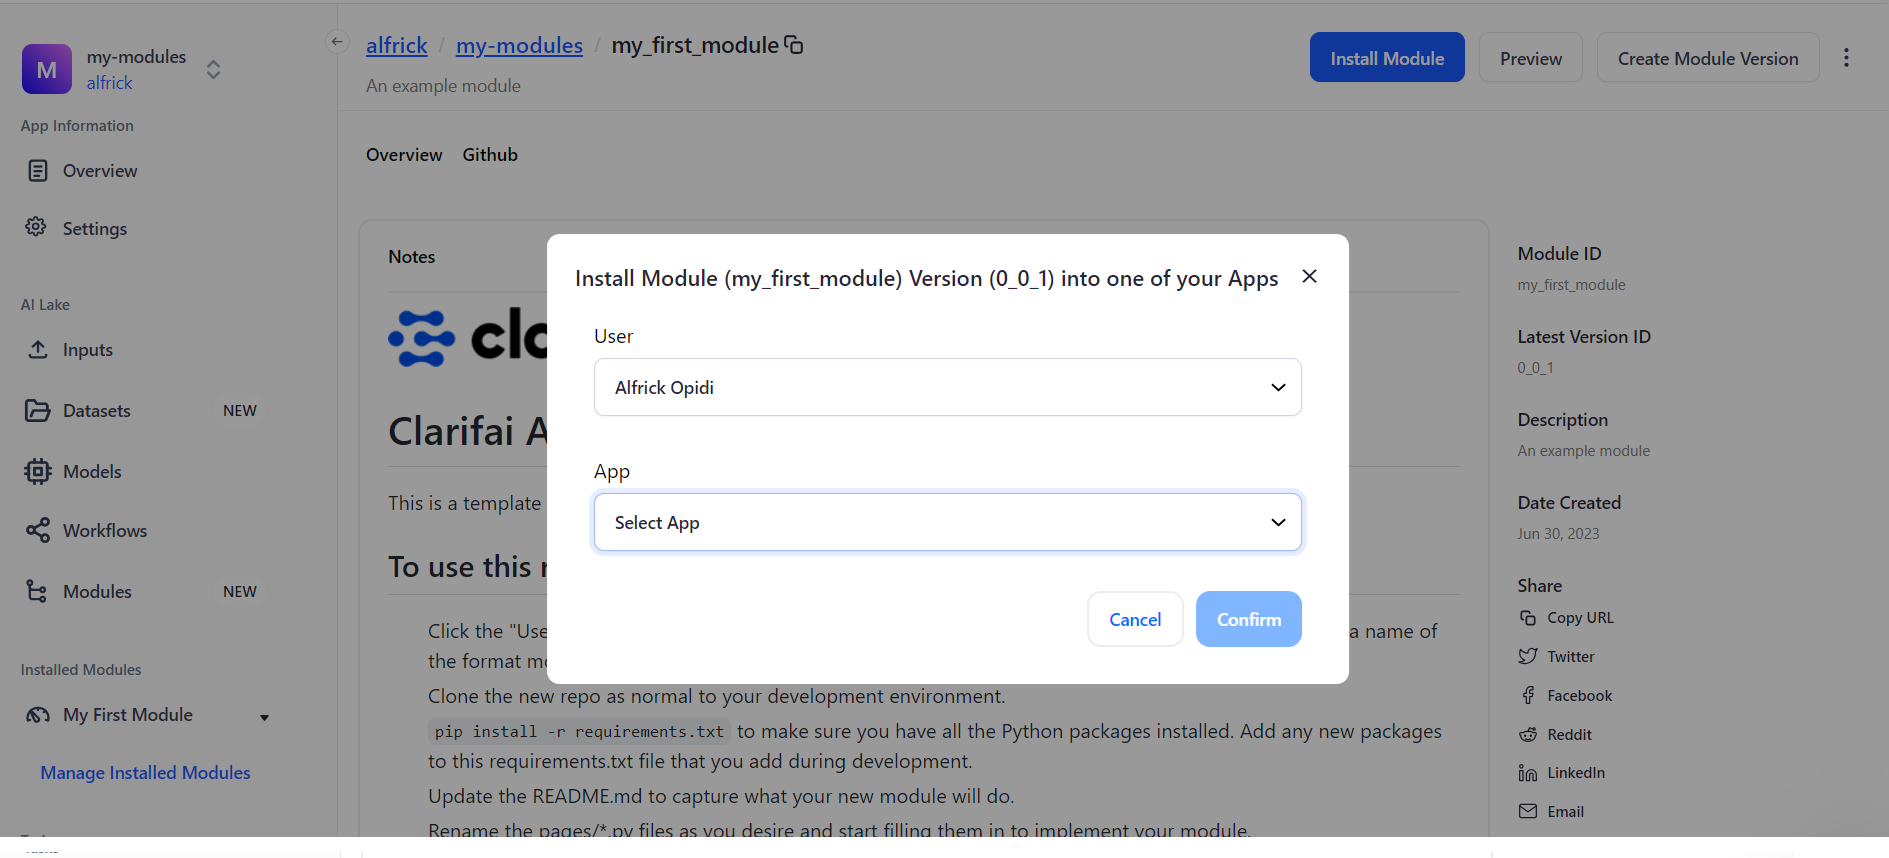 M
my-modules
alfrick
App Information
Overview
Settings
AI Lake
Inputs
Datasets NEW
Models
Workflows
Modules NEW
Installed Modules
My First Module
Manage Installed Modules
alfrick / my-modules / my_first_module
An example module
Install Module
Preview
Create Module Version
Overview Github
Notes
Clarifai A
This is a template
To use this
Click the "Use
a name of
the format mo
Clone the new repo as normal to your development environment.
pip install -r requirements.txt to make sure you have all the Python packages installed. Add any new packages
to this requirements.txt file that you add during development.
Update the README.md to capture what your new module will do.
Rename the pages/*.py files as you desire and start filling them in to implement your module.
Install Module (my_first_module) Version (0_0_1) into one of your Apps
User
Alfrick Opidi
App
Select App
Cancel
Confirm
Module ID
my_first_module
Latest Version ID
0_0_1
Description
An example module
Date Created
Jun 30, 2023
Share
Copy URL
Twitter
Facebook
Reddit
LinkedIn
Email